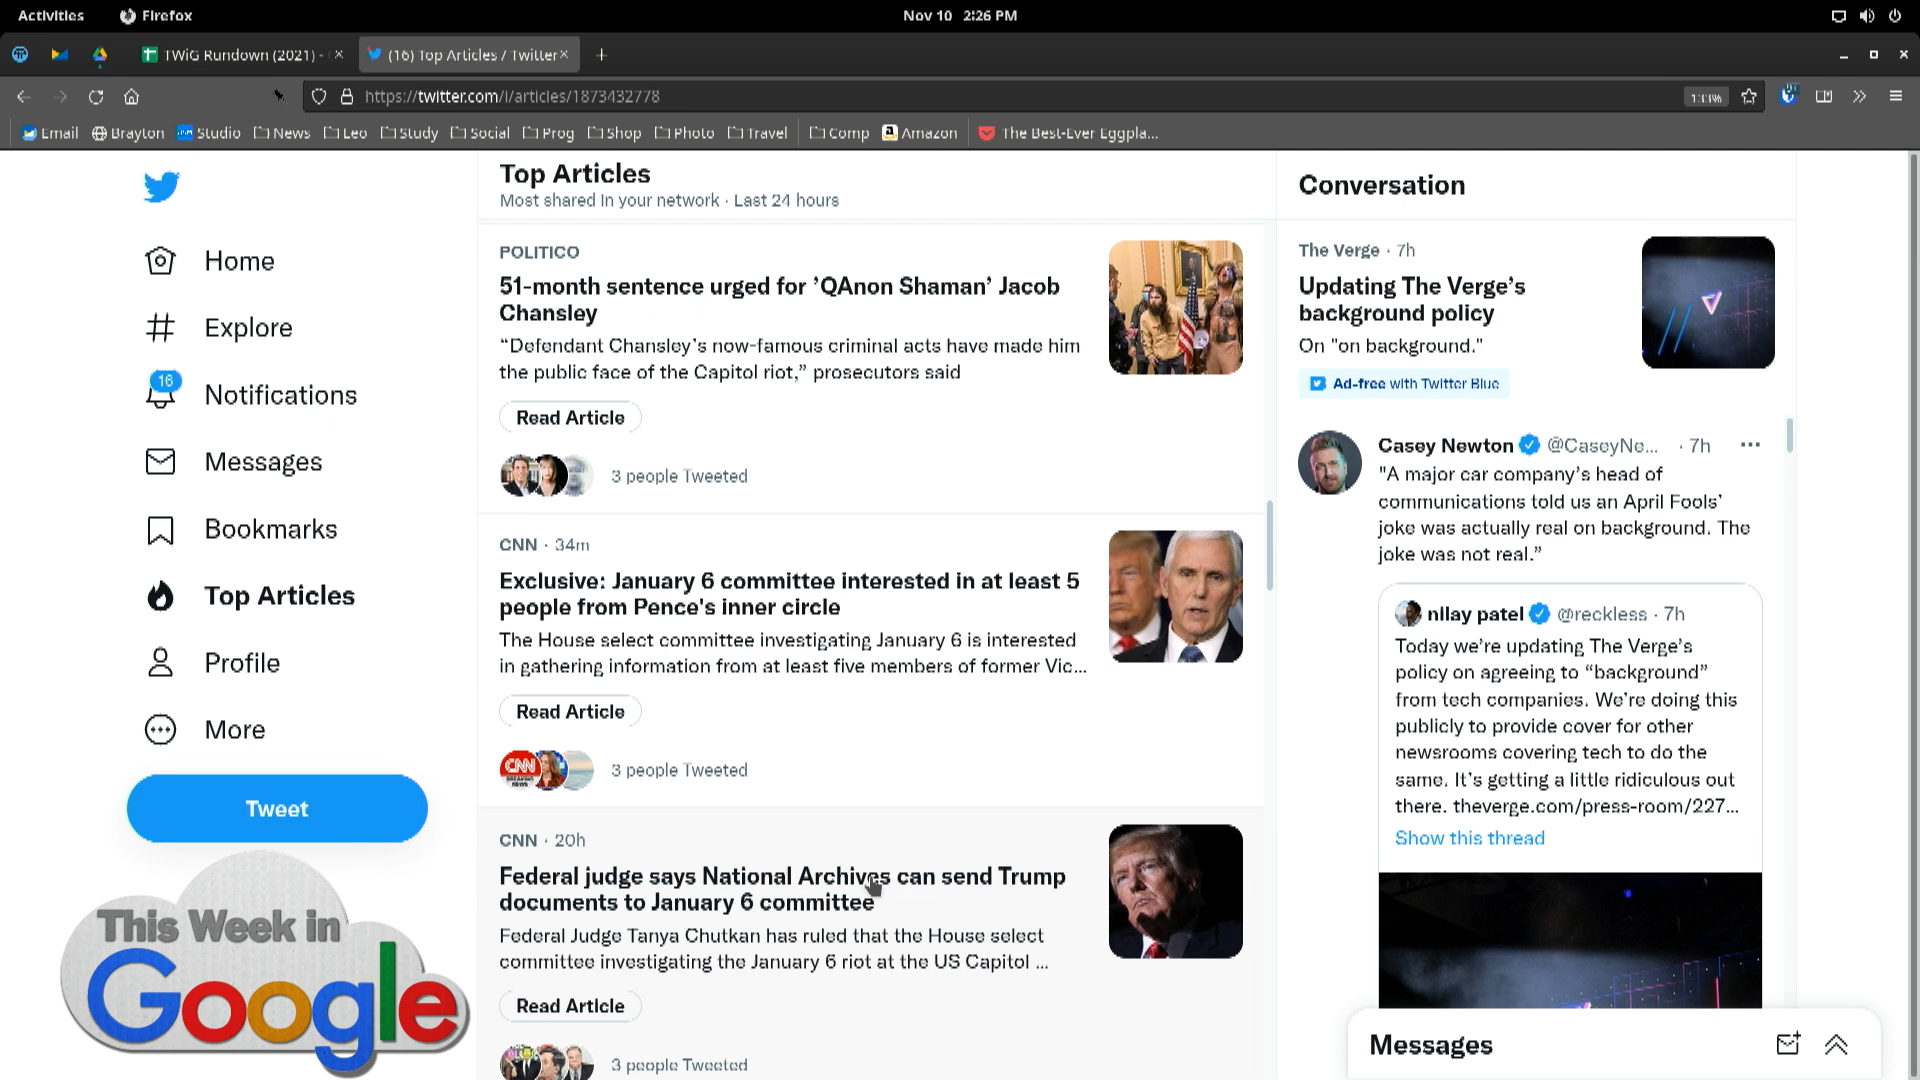 Activities
Firefox
Nov 10 2:26 PM
TWiG Rundown (2021) -
(16) Top Articles / Twitter
https://twitter.com/i/articles/1873432778
133%
Email
Brayton
Studio
News
Leo
Study
Social
Prog
Shop
Photo
Travel
Comp
Amazon
The Best-Ever Eggpla...
Home
Explore
16
Notifications
Messages
Bookmarks
Top Articles
Profile
More
Tweet
This Week in
Google
Top Articles
Most shared in your network · Last 24 hours
POLITICO
51-month sentence urged for ’QAnon Shaman’ Jacob
Chansley
“Defendant Chansley’s now-famous criminal acts have made him
the public face of the Capitol riot,” prosecutors said
Read Article
3 people Tweeted
CNN · 34m
Exclusive: January 6 committee interested in at least 5
people from Pence's inner circle
The House select committee investigating January 6 is interested
in gathering information from at least five members of former Vic...
Read Article
CNN
3 people Tweeted
CNN · 20h
Federal judge says National Archives can send Trump
documents to January 6 committee
Federal Judge Tanya Chutkan has ruled that the House select
committee investigating the January 6 riot at the US Capitol ...
Read Article
3 people Tweeted
Conversation
The Verge · 7h
Updating The Verge’s
background policy
On "on background."
Ad-free with Twitter Blue
Casey Newton @CaseyNe... · 7h
"A major car company’s head of
communications told us an April Fools’
joke was actually real on background. The
joke was not real.”
nilay patel @reckless · 7h
Today we’re updating The Verge’s
policy on agreeing to “background”
from tech companies. We’re doing this
publicly to provide cover for other
newsrooms covering tech to do the
same. It’s getting a little ridiculous out
there. theverge.com/press-room/227...
Show this thread
Messages